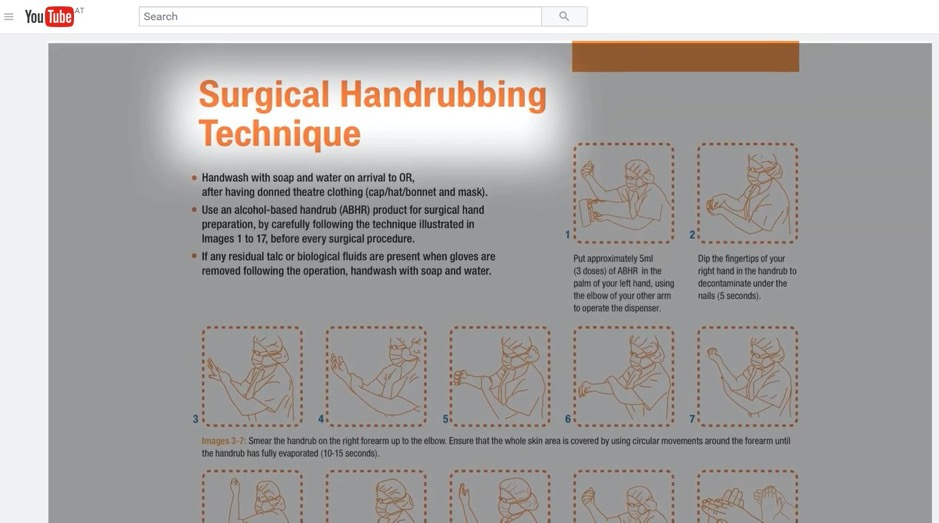 YouTube AT
Search
Surgical Handrubbing
Technique
Handwash with soap and water on arrival to OR,
after having donned theatre clothing (cap/hat/bonnet and mask).
Use an alcohol-based handrub (ABHR) product for surgical hand
preparation, by carefully following the technique illustrated in
Images 1 to 17, before every surgical procedure.
If any residual talc or biological fluids are present when gloves are
removed following the operation, handwash with soap and water.
1
2
Put approximately 5ml
(3 doses) of ABHR in the
palm of your left hand, using
the elbow of your other arm
to operate the dispenser.
Dip the fingertips of your
right hand in the handrub to
decontaminate under the
nails (5 seconds).
3
4
5
6
7
Images 3-7: Smear the handrub on the right forearm up to the elbow. Ensure that the whole skin area is covered by using circular movements around the forearm until
the handrub has fully evaporated (10-15 seconds).